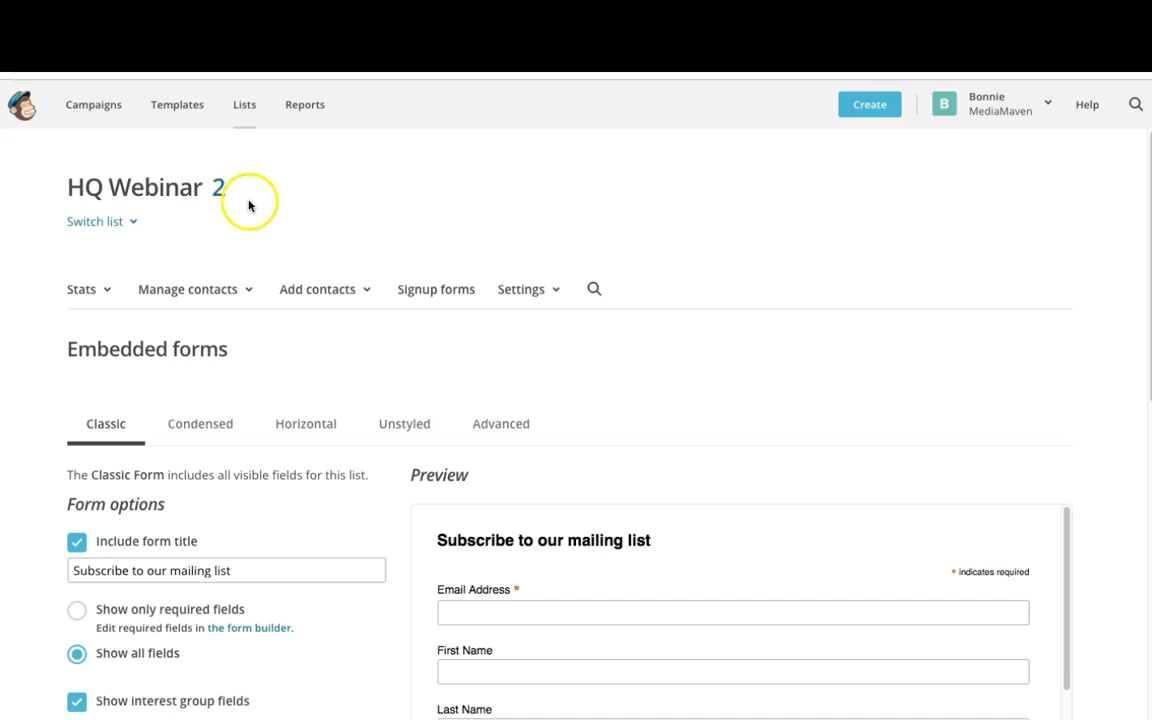 Campaigns Templates Lists Reports Create B Bonnie MediaMaven Help
HQ Webinar 2
Switch list
Stats Manage contacts Add contacts Signup forms Settings
Embedded forms
Classic Condensed Horizontal Unstyled Advanced
The Classic Form includes all visible fields for this list.
Form options
Include form title
Subscribe to our mailing list
Show only required fields
Edit required fields in the form builder.
Show all fields
Show interest group fields
Preview
Subscribe to our mailing list
* indicates required
Email Address *
First Name
Last Name